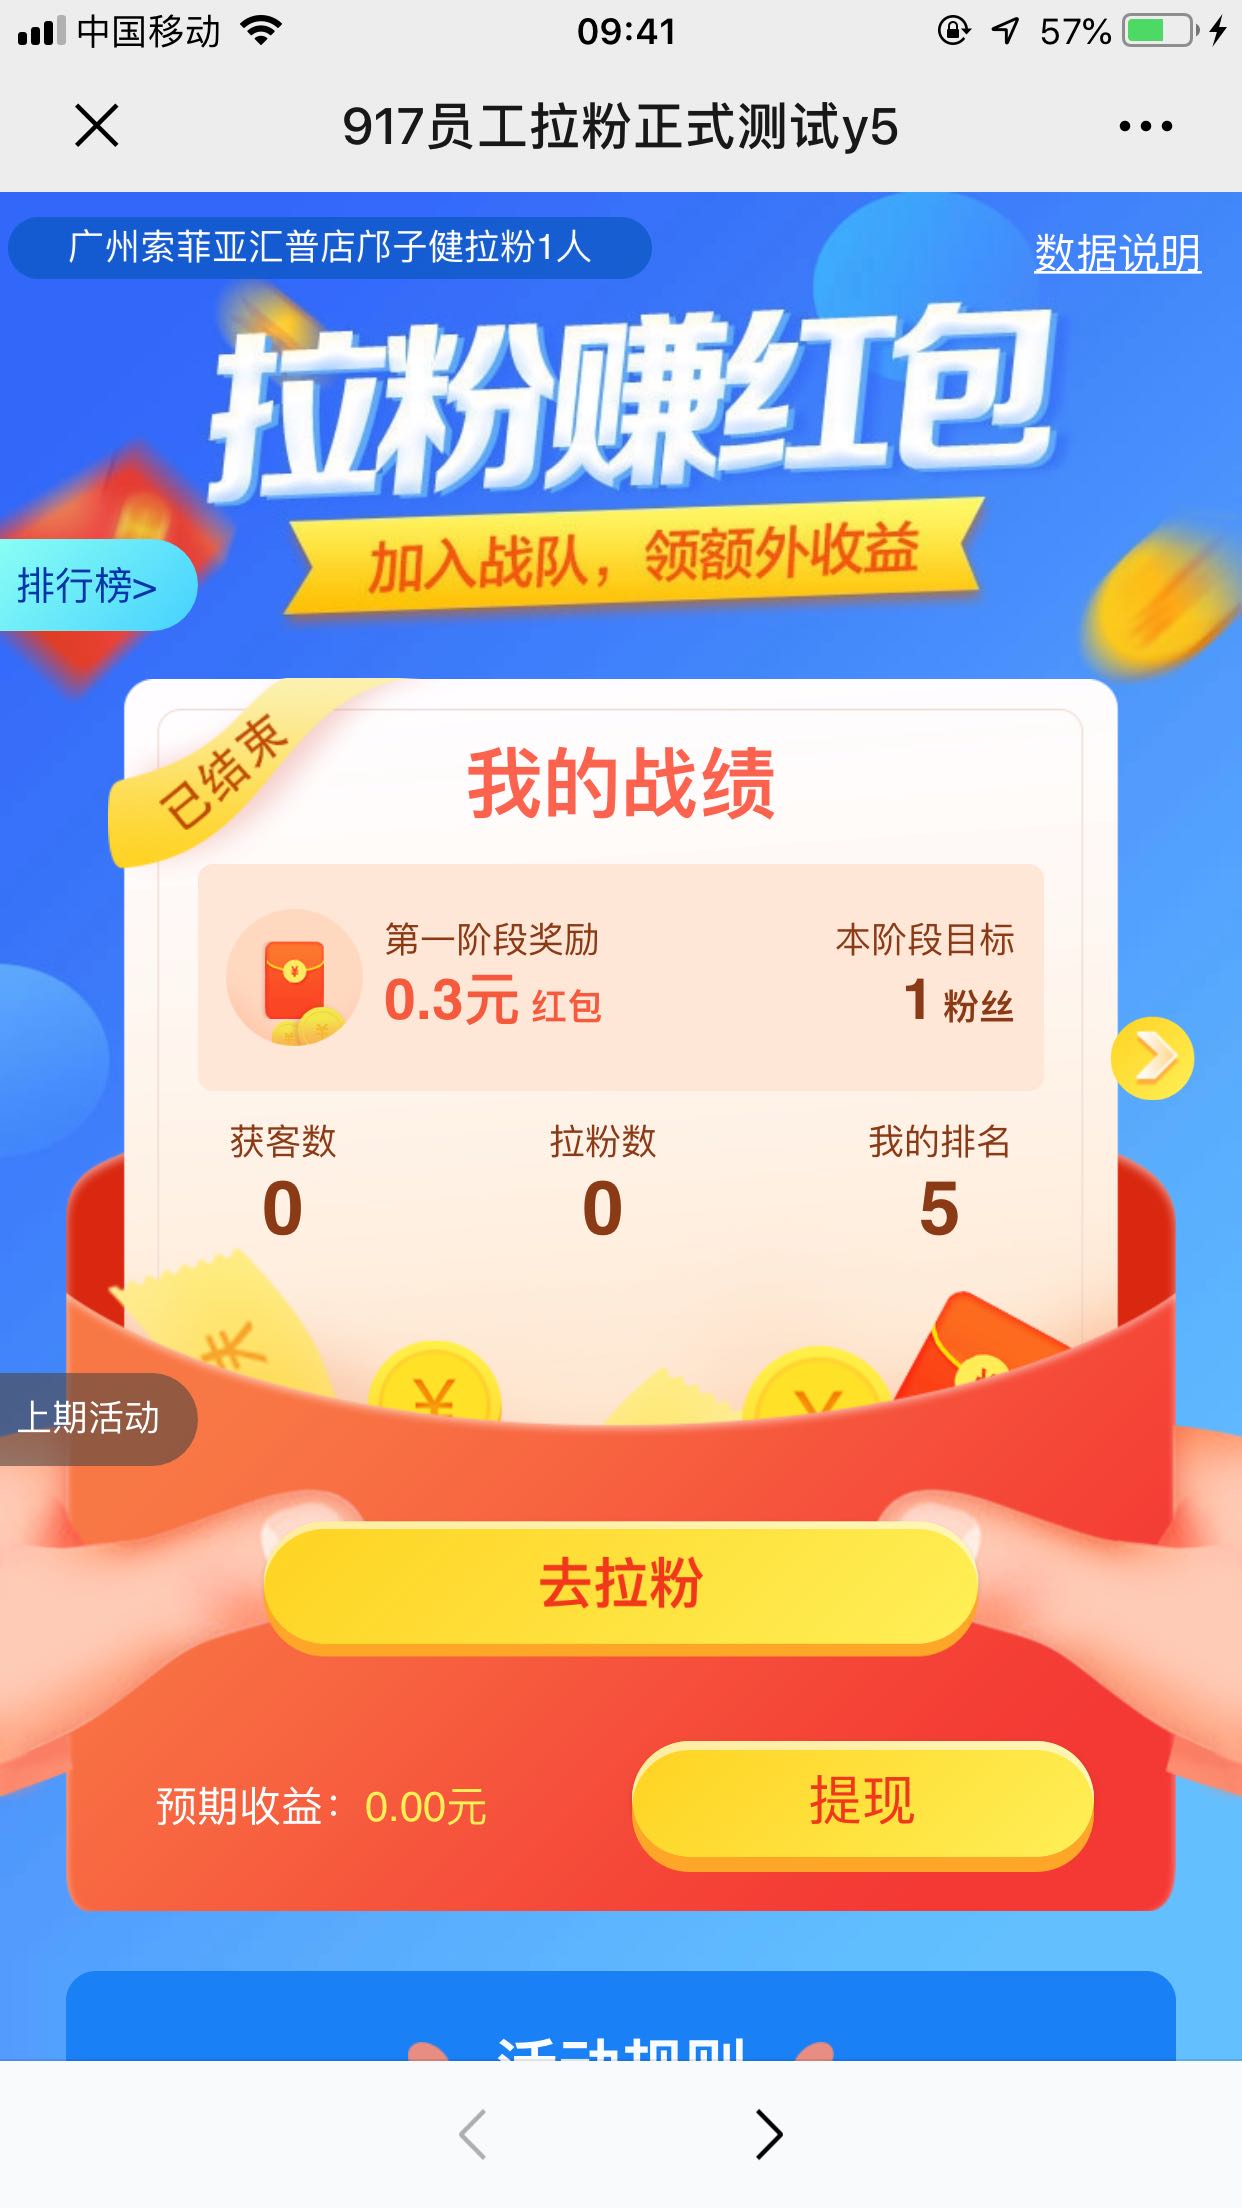 中国移动
09:41
57%
917员工拉粉正式测试y5
广州索菲亚汇普店邝子健拉粉1人
数据说明
拉粉赚红包
加入战队，领额外收益
排行榜>
已结束
我的战绩
第一阶段奖励
本阶段目标
0.3元 红包
1 粉丝
获客数
拉粉数
我的排名
0
0
5
上期活动
去拉粉
预期收益：0.00元
提现
活动规则